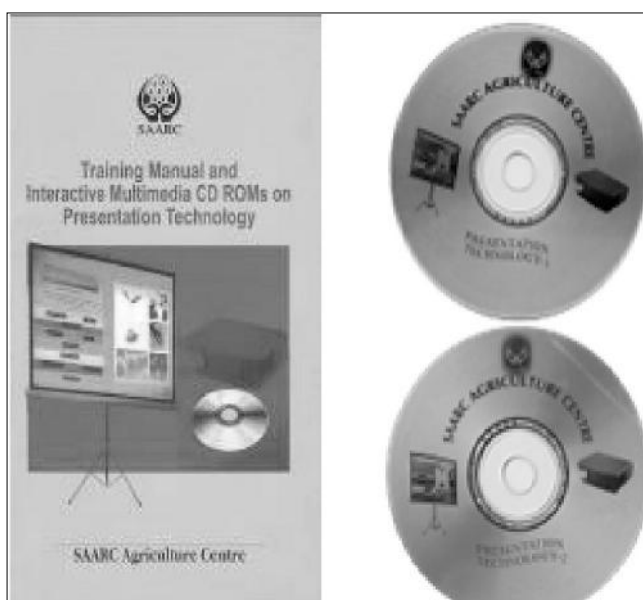 SAARC
Training Manual and
Interactive Multimedia CD ROMs on
Presentation Technology
SAARC Agriculture Centre
SAARC AGRICULTURE CENTRE
PRESENTATION
TECHNOLOGY-1
SAARC AGRICULTURE CENTRE
PRESENTATION
TECHNOLOGY-2